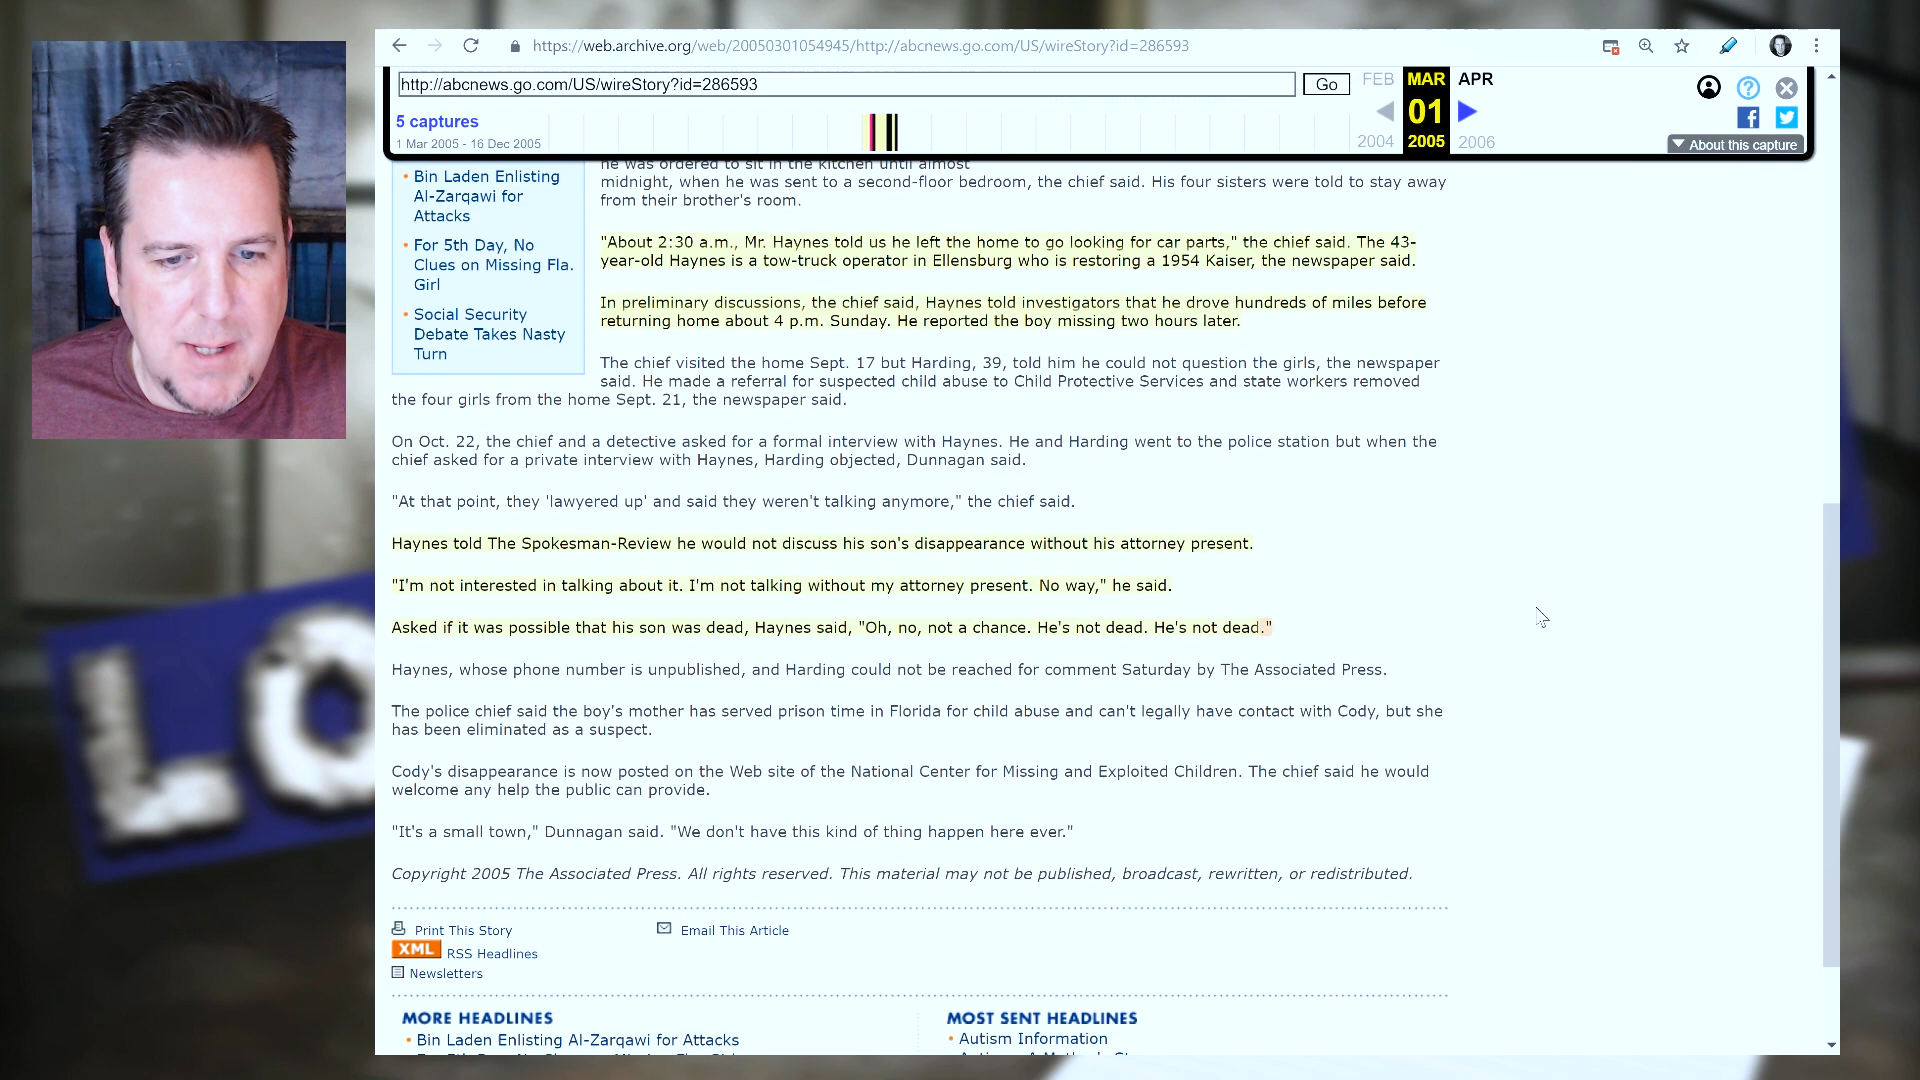 https://web.archive.org/web/20050301054945/http://abcnews.go.com/US/wireStory?id=286593
http://abcnews.go.com/US/wireStory?id=286593
Go
FEB MAR APR
5 captures
01
1 Mar 2005 - 16 Dec 2005
2004 2005 2006
About this capture
he was ordered to sit in the kitchen until almost
midnight, when he was sent to a second-floor bedroom, the chief said. His four sisters were told to stay away
from their brother's room.
• Bin Laden Enlisting
Al-Zarqawi for
Attacks
• For 5th Day, No
Clues on Missing Fla.
Girl
• Social Security
Debate Takes Nasty
Turn
"About 2:30 a.m., Mr. Haynes told us he left the home to go looking for car parts," the chief said. The 43-
year-old Haynes is a tow-truck operator in Ellensburg who is restoring a 1954 Kaiser, the newspaper said.
In preliminary discussions, the chief said, Haynes told investigators that he drove hundreds of miles before
returning home about 4 p.m. Sunday. He reported the boy missing two hours later.
The chief visited the home Sept. 17 but Harding, 39, told him he could not question the girls, the newspaper
said. He made a referral for suspected child abuse to Child Protective Services and state workers removed
the four girls from the home Sept. 21, the newspaper said.
On Oct. 22, the chief and a detective asked for a formal interview with Haynes. He and Harding went to the police station but when the
chief asked for a private interview with Haynes, Harding objected, Dunnagan said.
"At that point, they 'lawyered up' and said they weren't talking anymore," the chief said.
Haynes told The Spokesman-Review he would not discuss his son's disappearance without his attorney present.
"I'm not interested in talking about it. I'm not talking without my attorney present. No way," he said.
Asked if it was possible that his son was dead, Haynes said, "Oh, no, not a chance. He's not dead. He's not dead."
Haynes, whose phone number is unpublished, and Harding could not be reached for comment Saturday by The Associated Press.
The police chief said the boy's mother has served prison time in Florida for child abuse and can't legally have contact with Cody, but she
has been eliminated as a suspect.
Cody's disappearance is now posted on the Web site of the National Center for Missing and Exploited Children. The chief said he would
welcome any help the public can provide.
"It's a small town," Dunnagan said. "We don't have this kind of thing happen here ever."
Copyright 2005 The Associated Press. All rights reserved. This material may not be published, broadcast, rewritten, or redistributed.
Print This Story
Email This Article
XML RSS Headlines
Newsletters
MORE HEADLINES
• Bin Laden Enlisting Al-Zarqawi for Attacks
MOST SENT HEADLINES
• Autism Information
LO